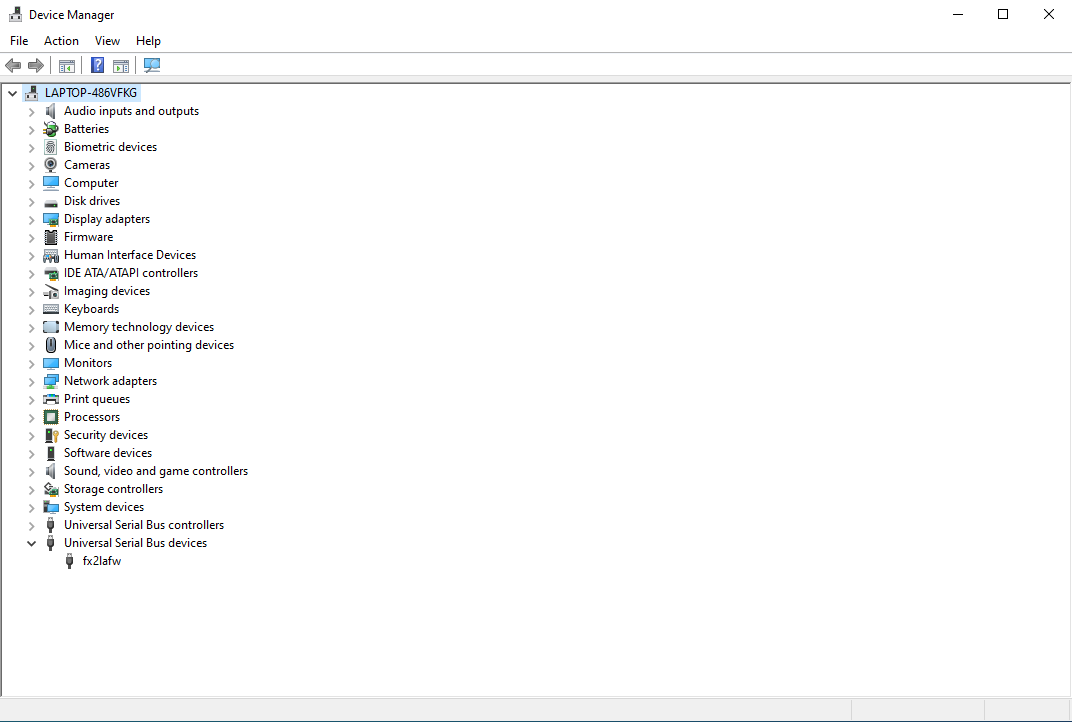 Device Manager
File Action View Help
LAPTOP-486VFKG
Audio inputs and outputs
Batteries
Biometric devices
Cameras
Computer
Disk drives
Display adapters
Firmware
Human Interface Devices
IDE ATA/ATAPI controllers
Imaging devices
Keyboards
Memory technology devices
Mice and other pointing devices
Monitors
Network adapters
Print queues
Processors
Security devices
Software devices
Sound, video and game controllers
Storage controllers
System devices
Universal Serial Bus controllers
Universal Serial Bus devices
fx2lafw